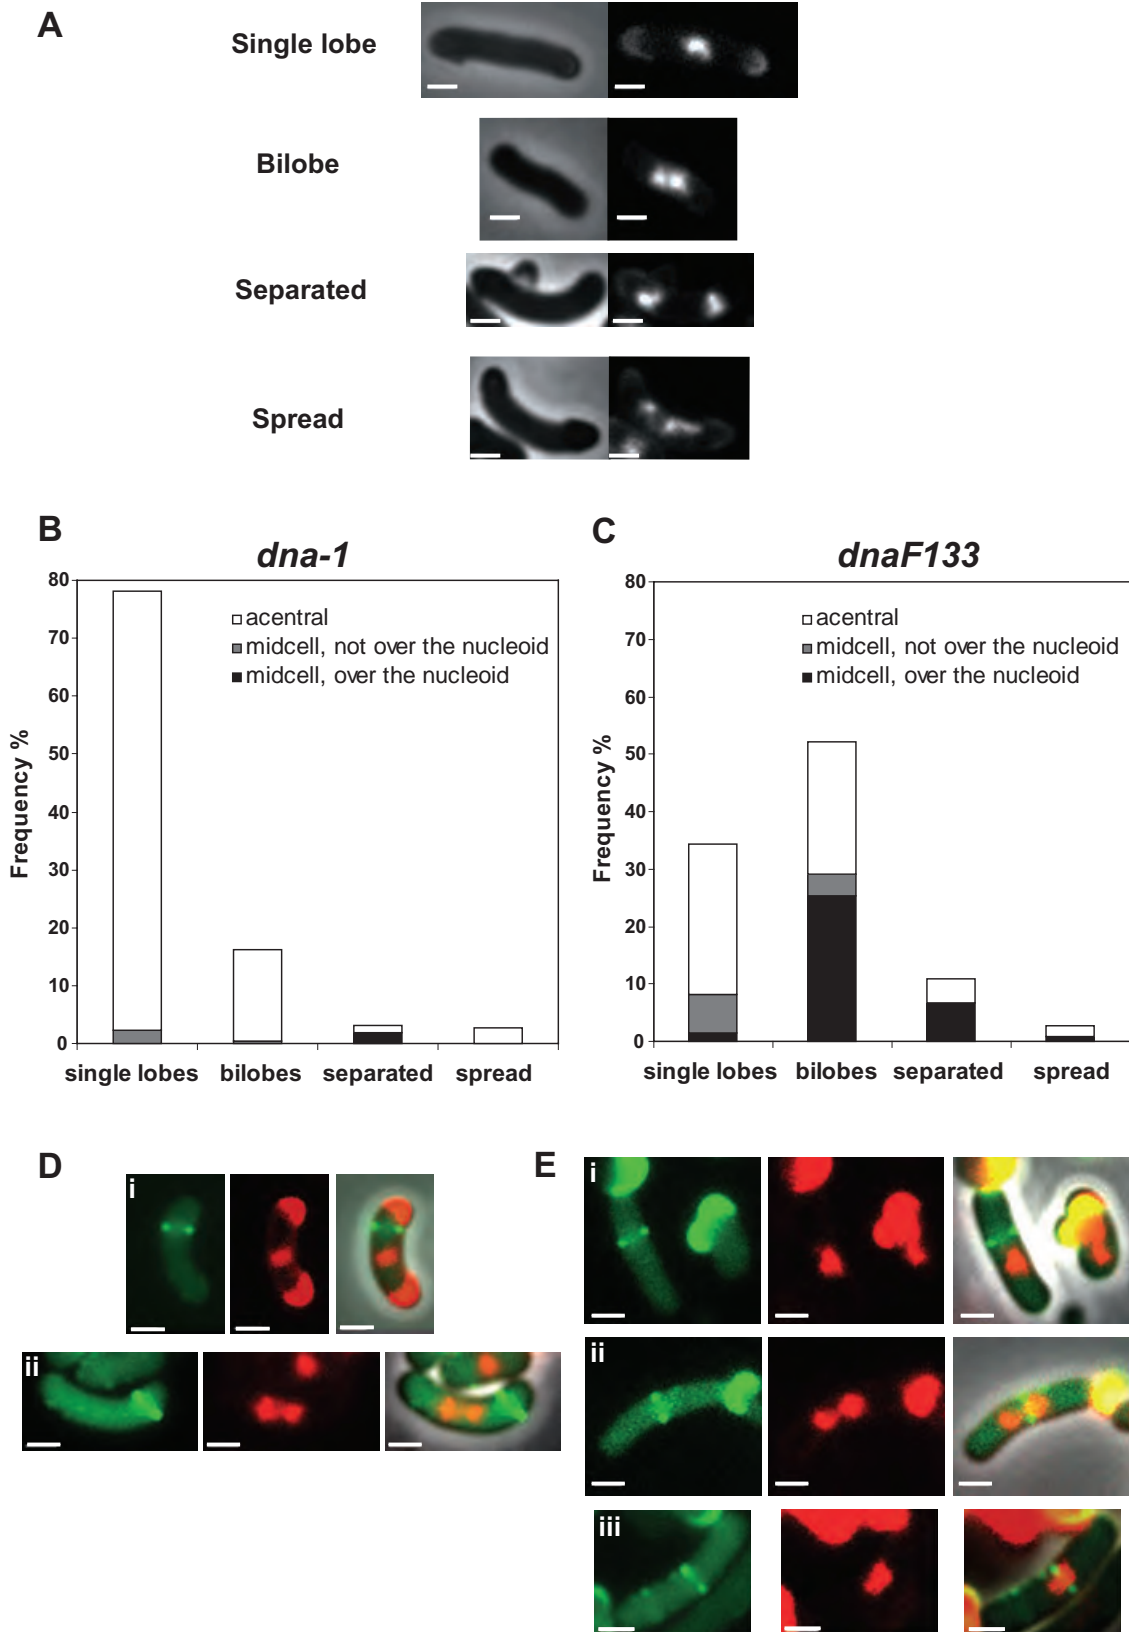 A
Single lobe
Bilobe
Separated
Spread
B
dna-1
80
70
60
50
40
30
20
10
0
Frequency %
acentral
midcell, not over the nucleoid
midcell, over the nucleoid
single lobes bilobes separated spread
C
dnaF133
80
70
60
50
40
30
20
10
0
Frequency %
acentral
midcell, not over the nucleoid
midcell, over the nucleoid
single lobes bilobes separated spread
D
i
ii
E
i
ii
iii